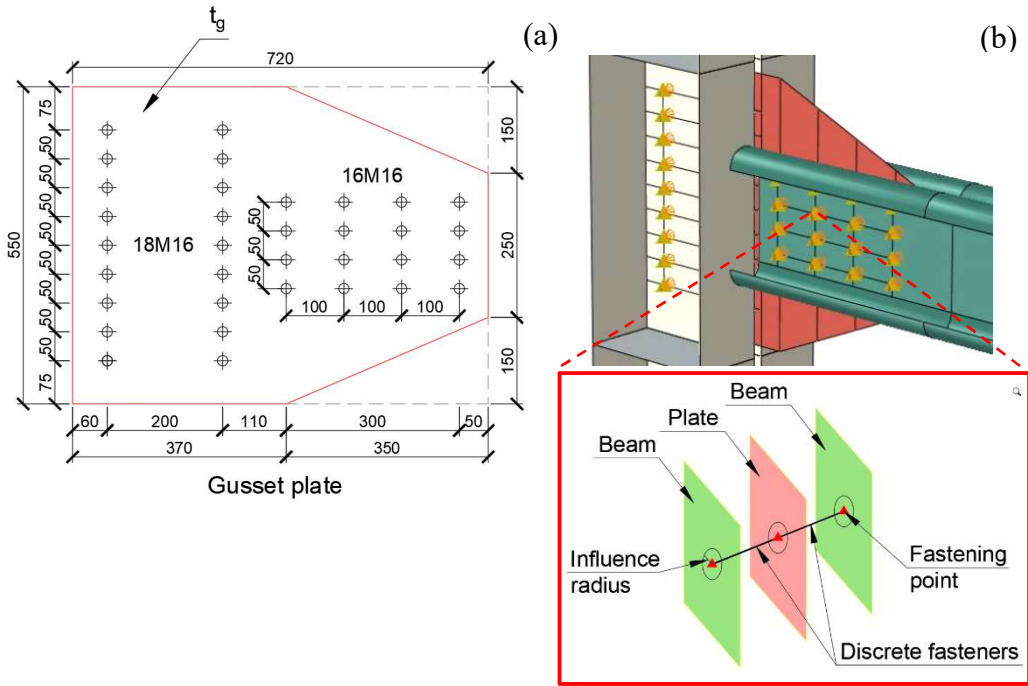 t_g
(a)
(b)
720
550
75
50
50
50
50
50
50
50
50
75
18M16
16M16
50
50
50
100
100
100
150
250
150
60
200
110
300
50
370
350
Gusset plate
Beam
Plate
Beam
Influence
radius
Fastening
point
Discrete fasteners